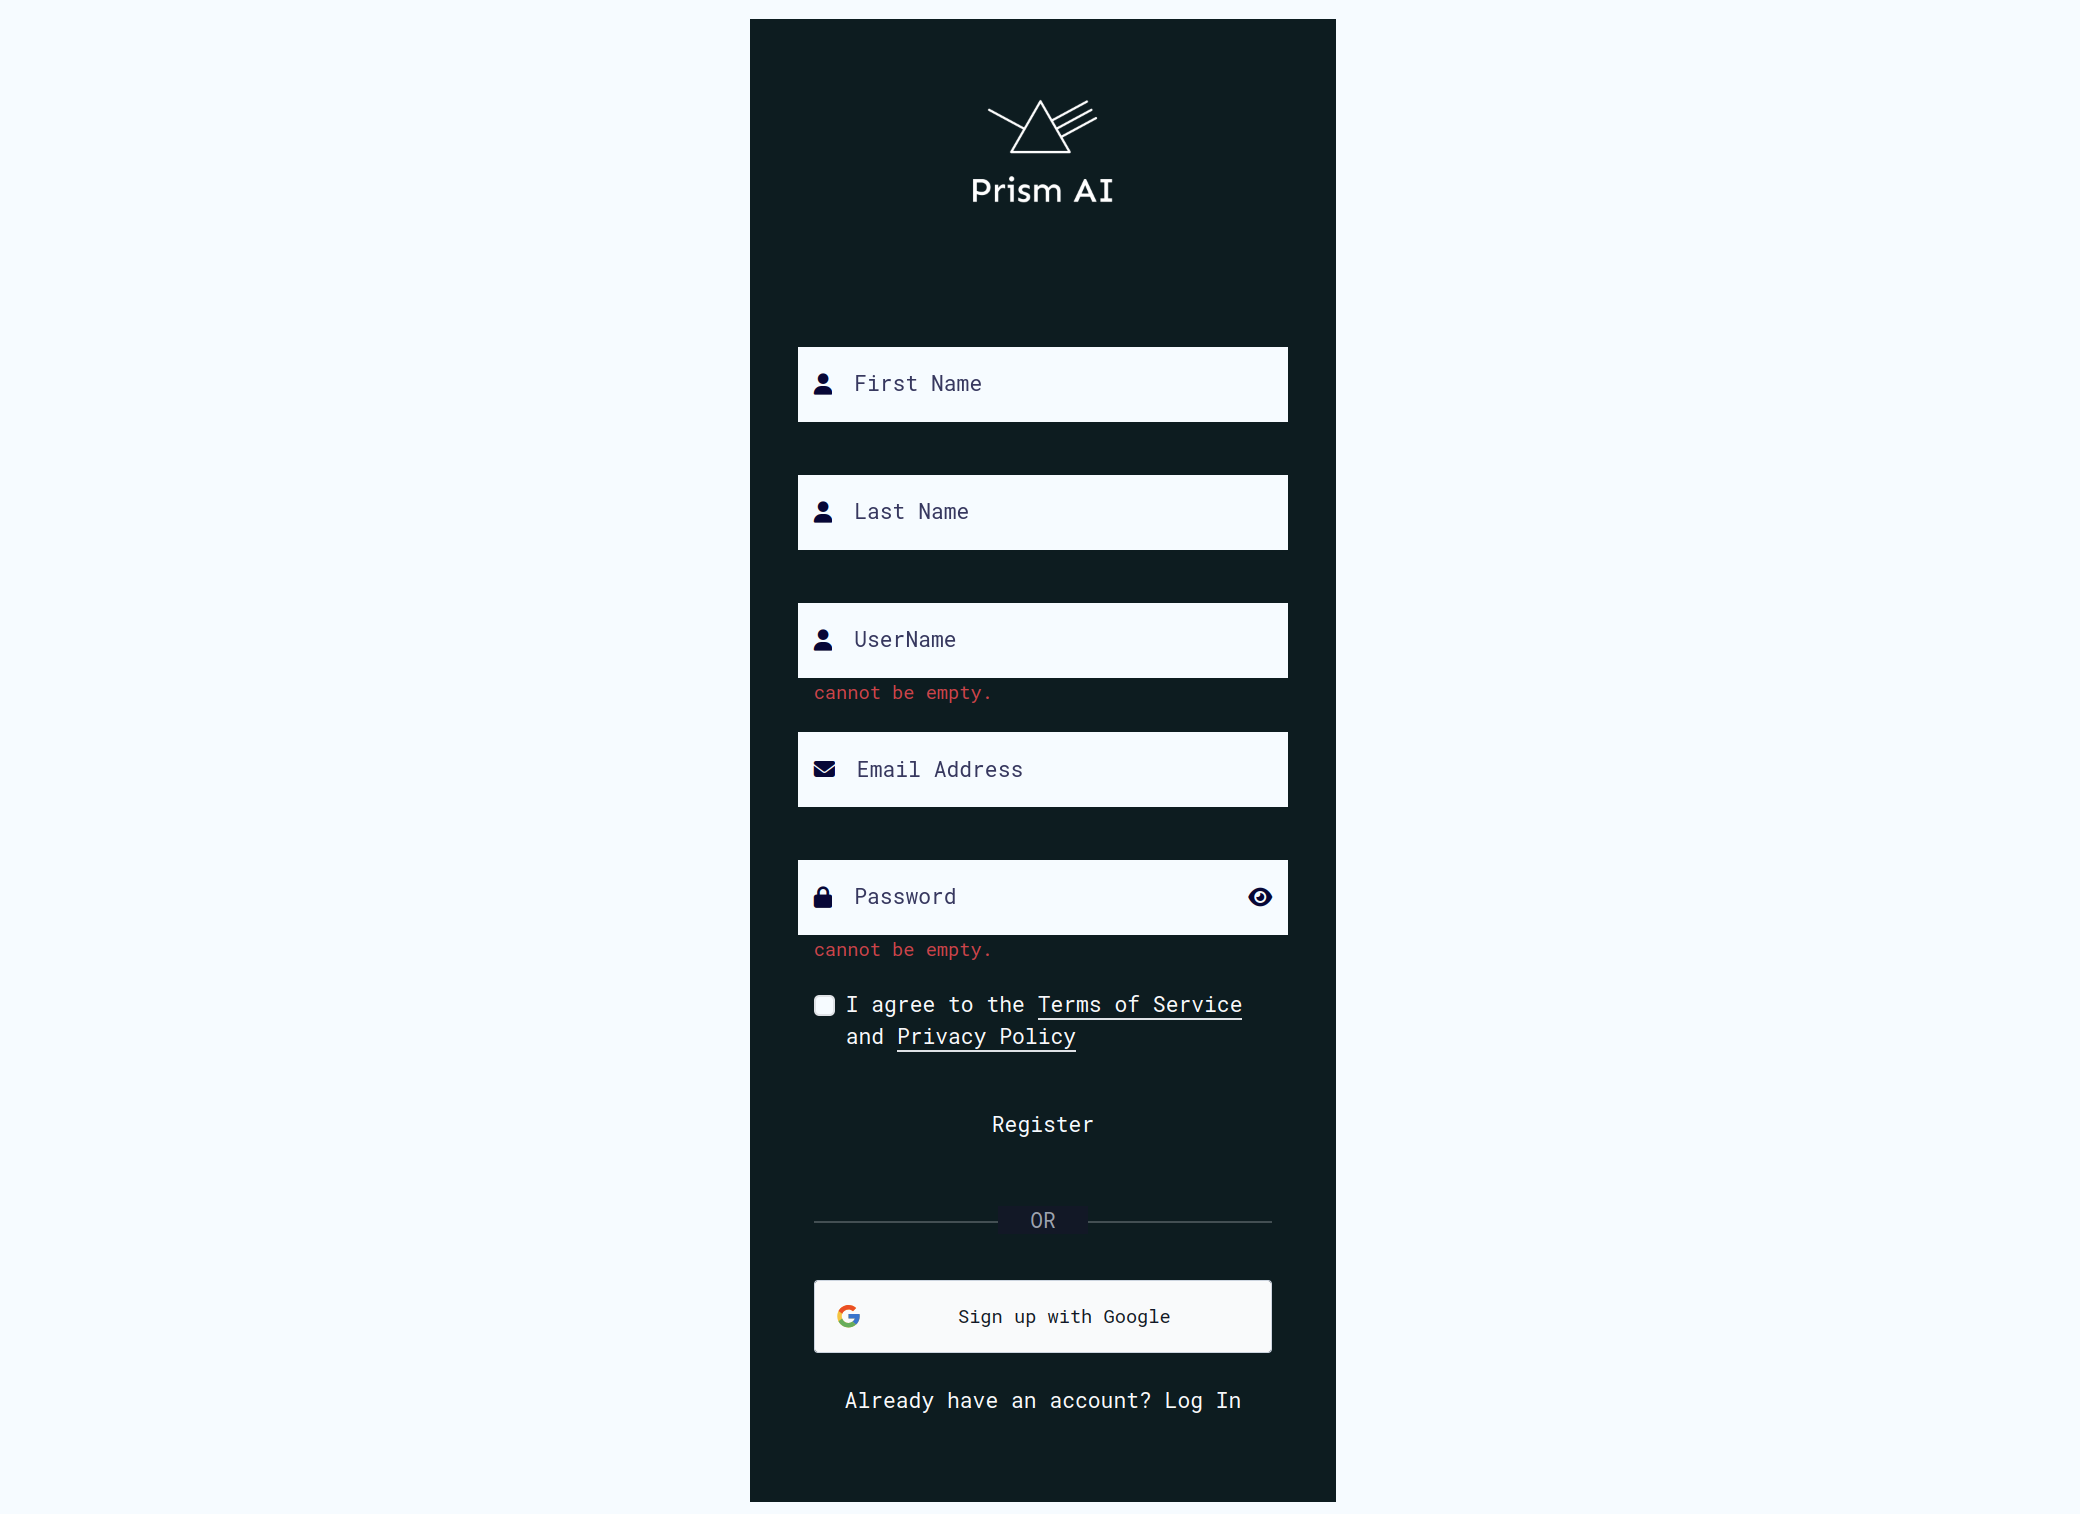 Prism AI
First Name
Last Name
UserName
cannot be empty.
Email Address
Password
cannot be empty.
I agree to the Terms of Service
and Privacy Policy
Register
OR
Sign up with Google
Already have an account? Log In